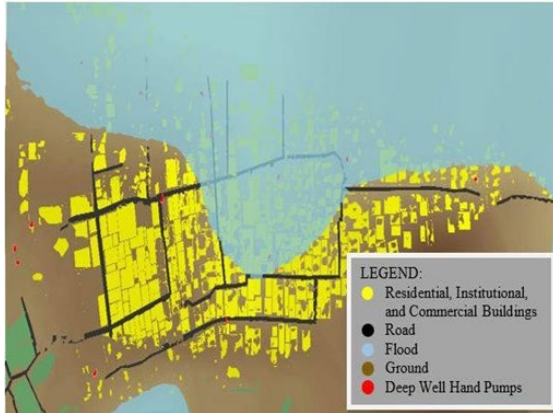 LEGEND:
Residential, Institutional,
and Commercial Buildings
Road
Flood
Ground
Deep Well Hand Pumps